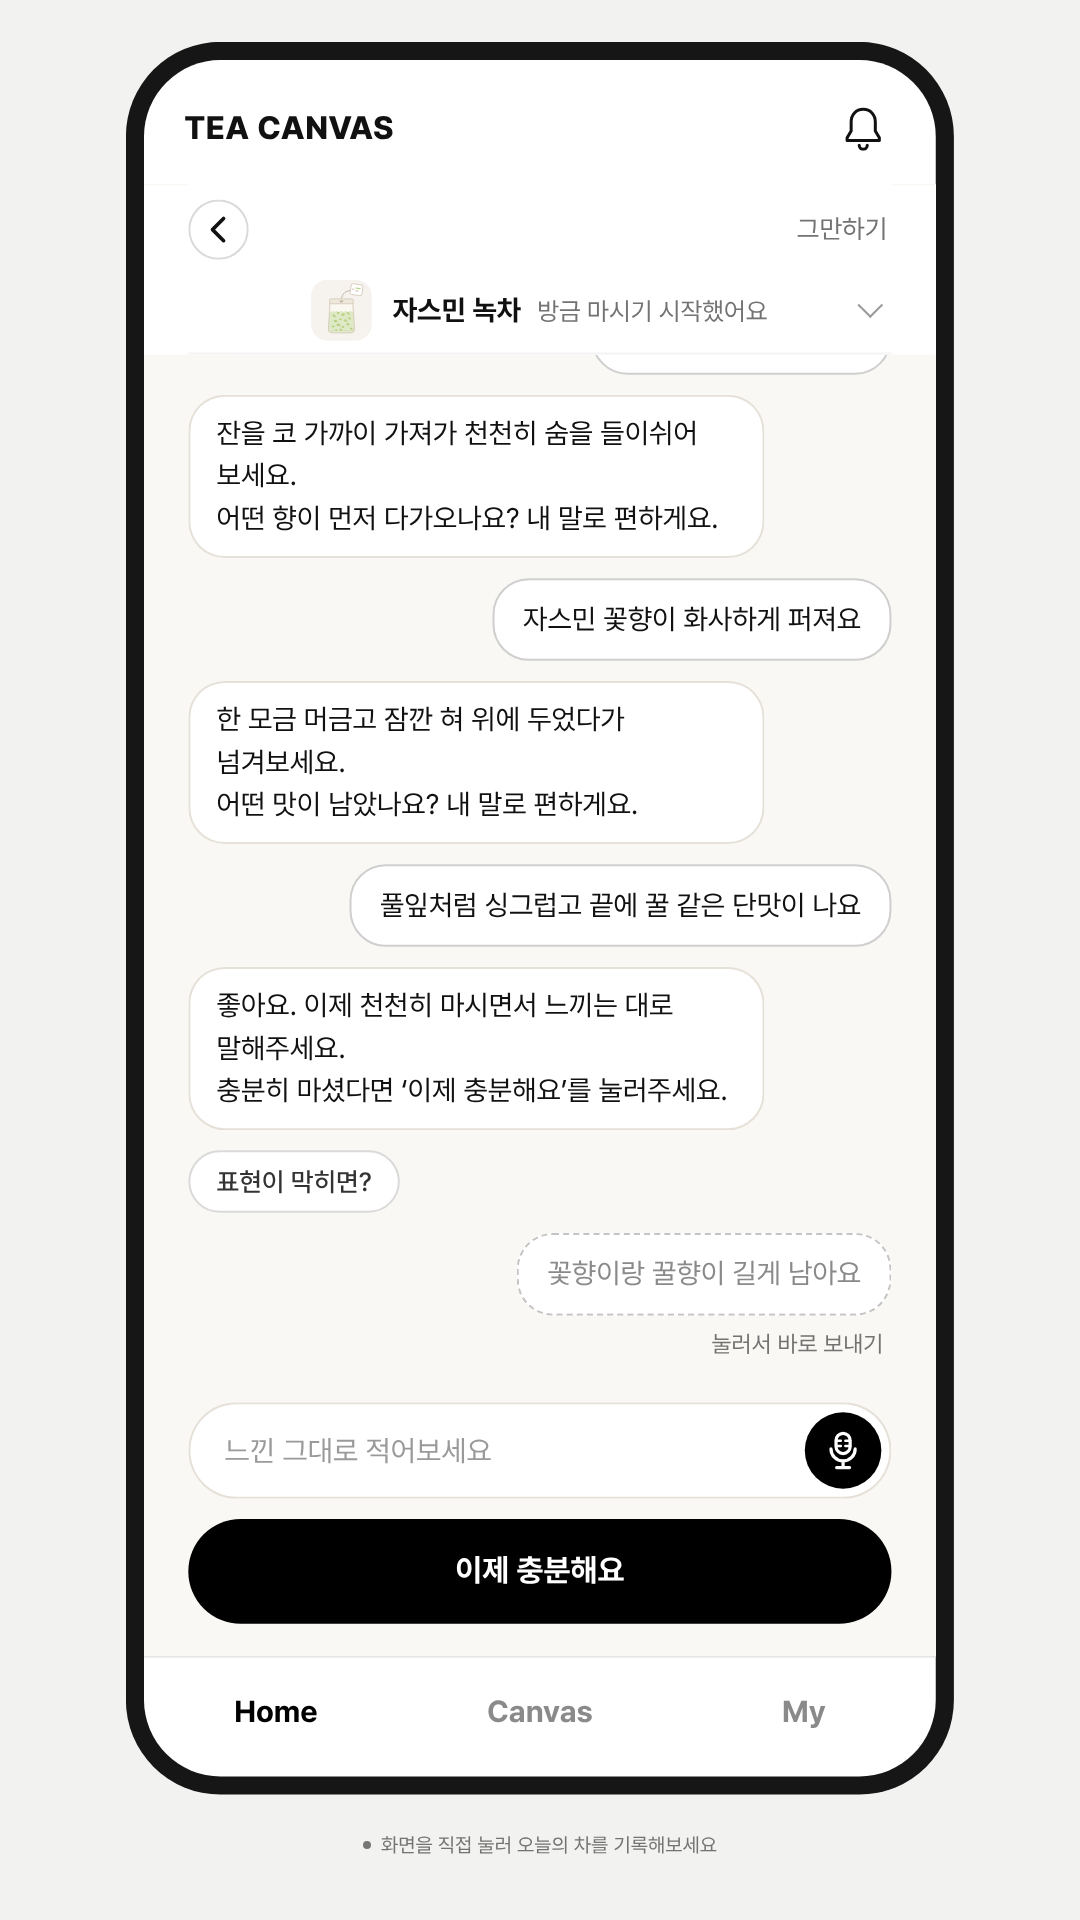 TEA CANVAS
그만하기
자스민 녹차 방금 마시기 시작했어요
잔을 코 가까이 가져가 천천히 숨을 들이쉬어
보세요.
어떤 향이 먼저 다가오나요? 내 말로 편하게요.
자스민 꽃향이 화사하게 퍼져요
한 모금 머금고 잠깐 혀 위에 두었다가
넘겨보세요.
어떤 맛이 남았나요? 내 말로 편하게요.
풀잎처럼 싱그럽고 끝에 꿀 같은 단맛이 나요
좋아요. 이제 천천히 마시면서 느끼는 대로
말해주세요.
충분히 마셨다면 ‘이제 충분해요’를 눌러주세요.
표현이 막히면?
꽃향이랑 꿀향이 길게 남아요
눌러서 바로 보내기
느낀 그대로 적어보세요
이제 충분해요
Home Canvas My
화면을 직접 눌러 오늘의 차를 기록해보세요